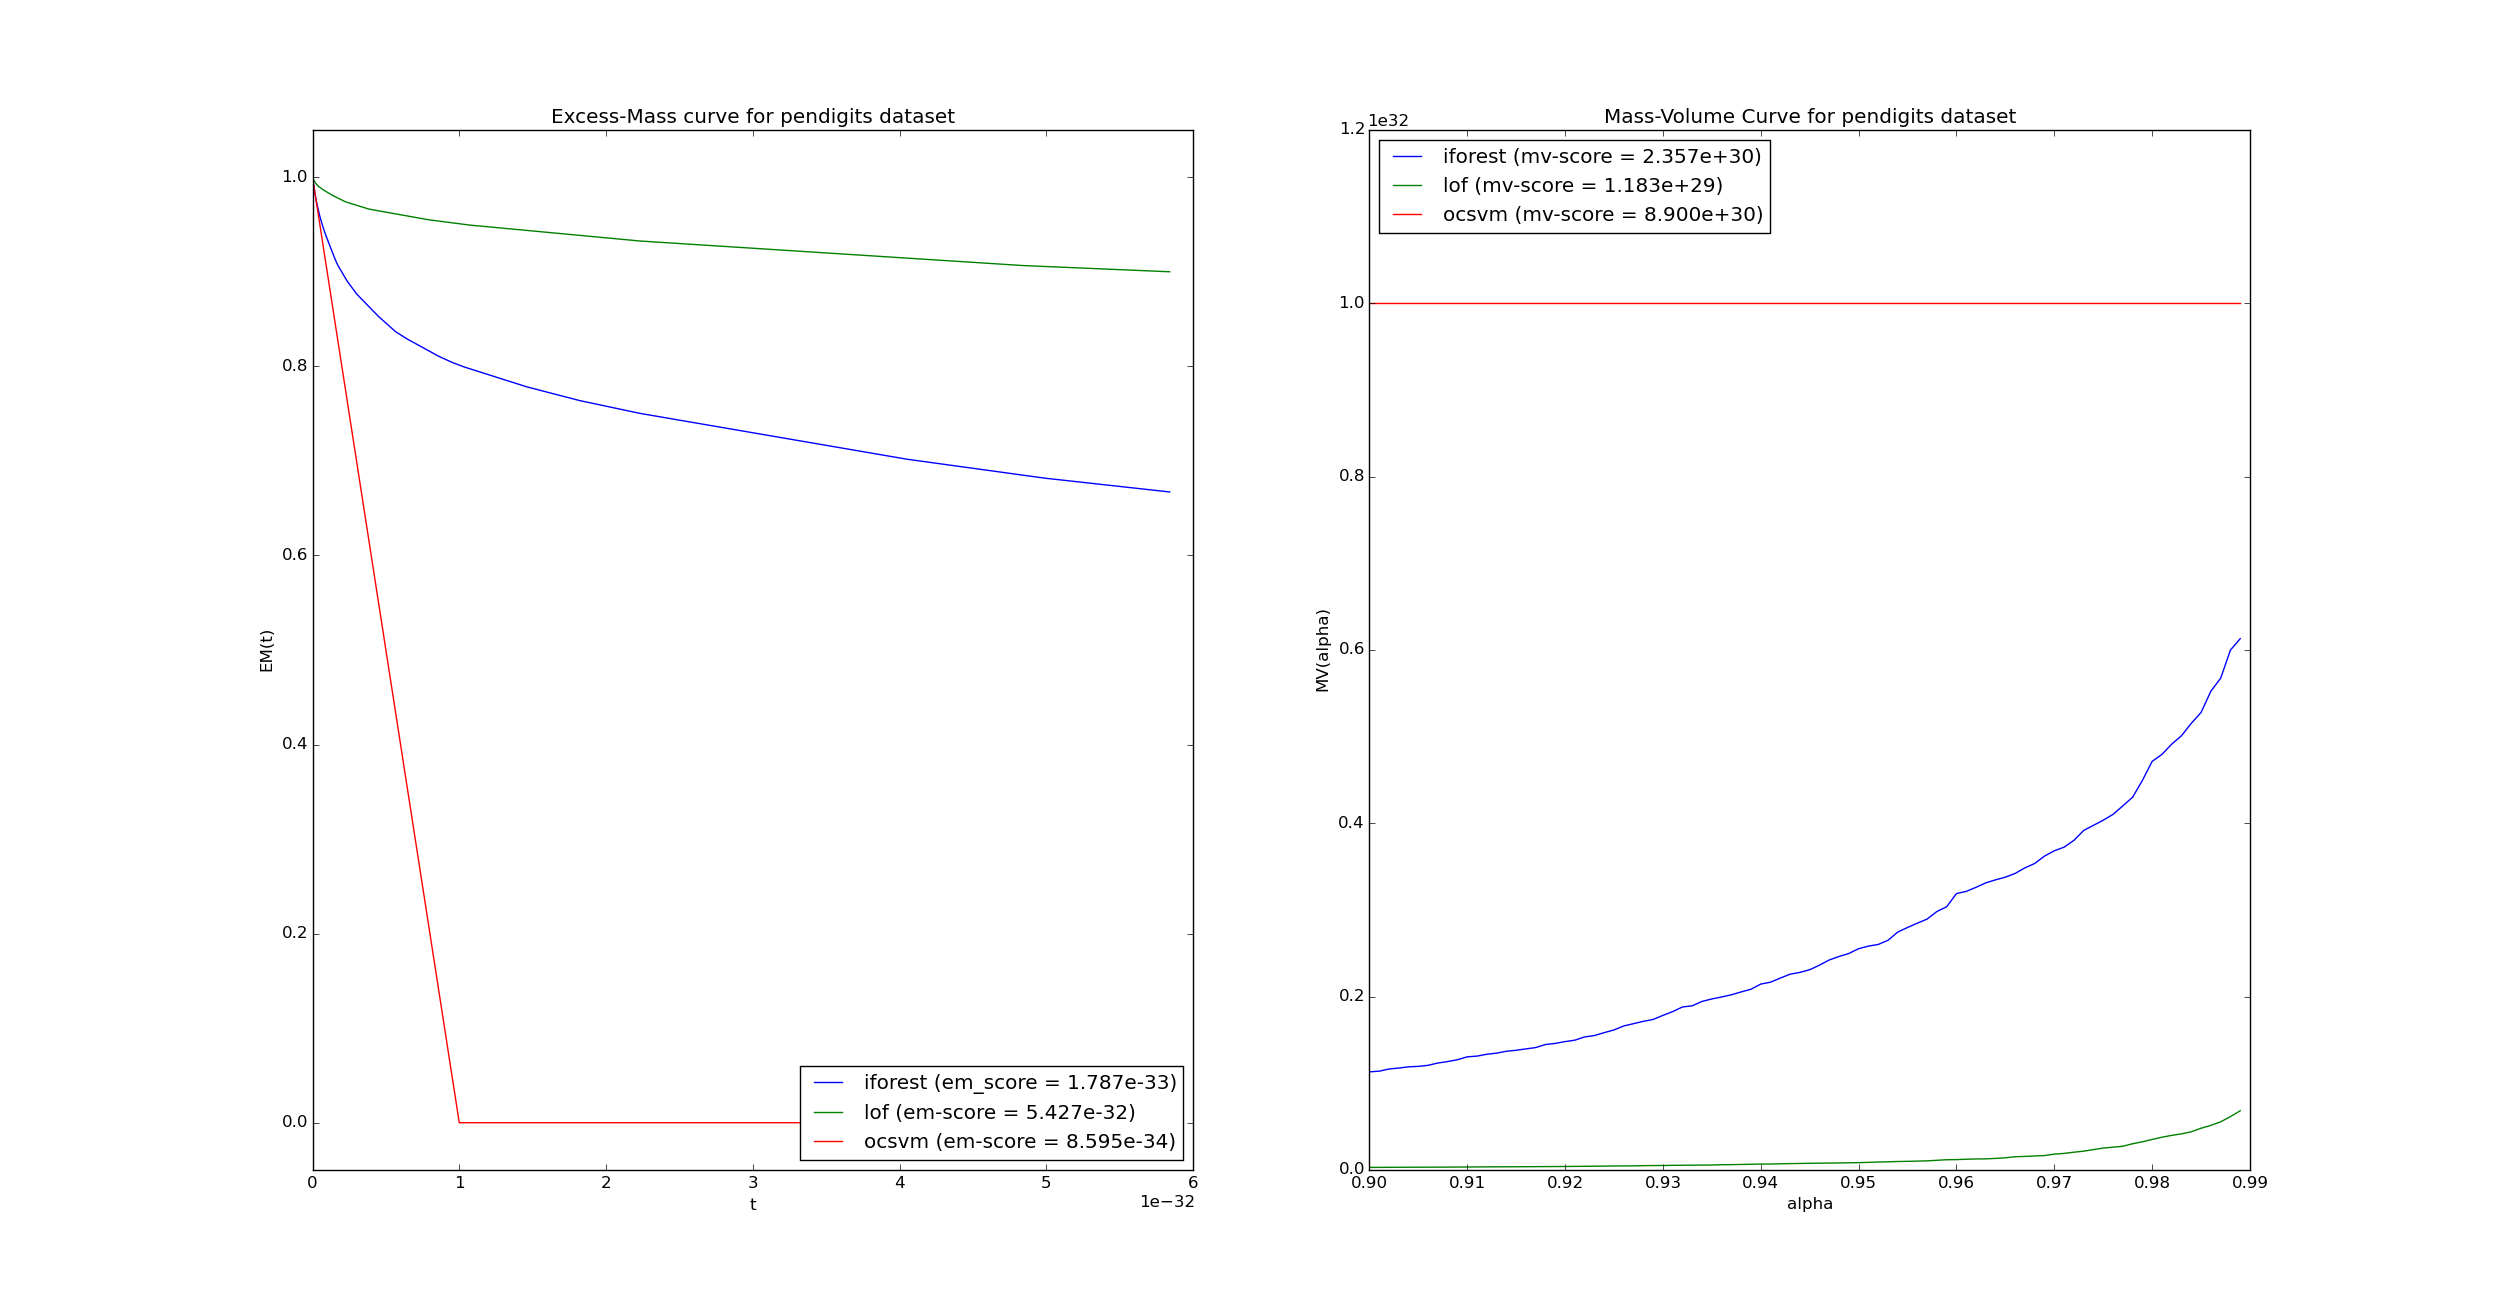 Excess-Mass curve for pendigits dataset
1.0
0.8
0.6
0.4
0.2
0.0
EM(t)
iforest (em_score = 1.787e-33)
lof (em-score = 5.427e-32)
ocsvm (em-score = 8.595e-34)
0 1 2 3 4 5 6
1e−32
t
Mass-Volume Curve for pendigits dataset
1e32
1.2
1.0
0.8
0.6
0.4
0.2
0.0
MV(alpha)
iforest (mv-score = 2.357e+30)
lof (mv-score = 1.183e+29)
ocsvm (mv-score = 8.900e+30)
0.90 0.91 0.92 0.93 0.94 0.95 0.96 0.97 0.98 0.99
alpha